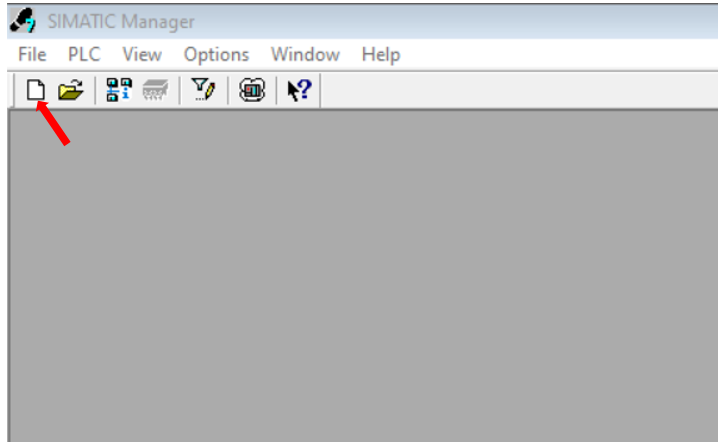 SIMATIC Manager
File PLC View Options Window Help